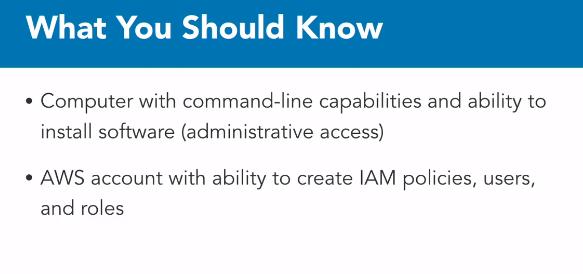 What You Should Know
• Computer with command-line capabilities and ability to
install software (administrative access)
• AWS account with ability to create IAM policies, users,
and roles